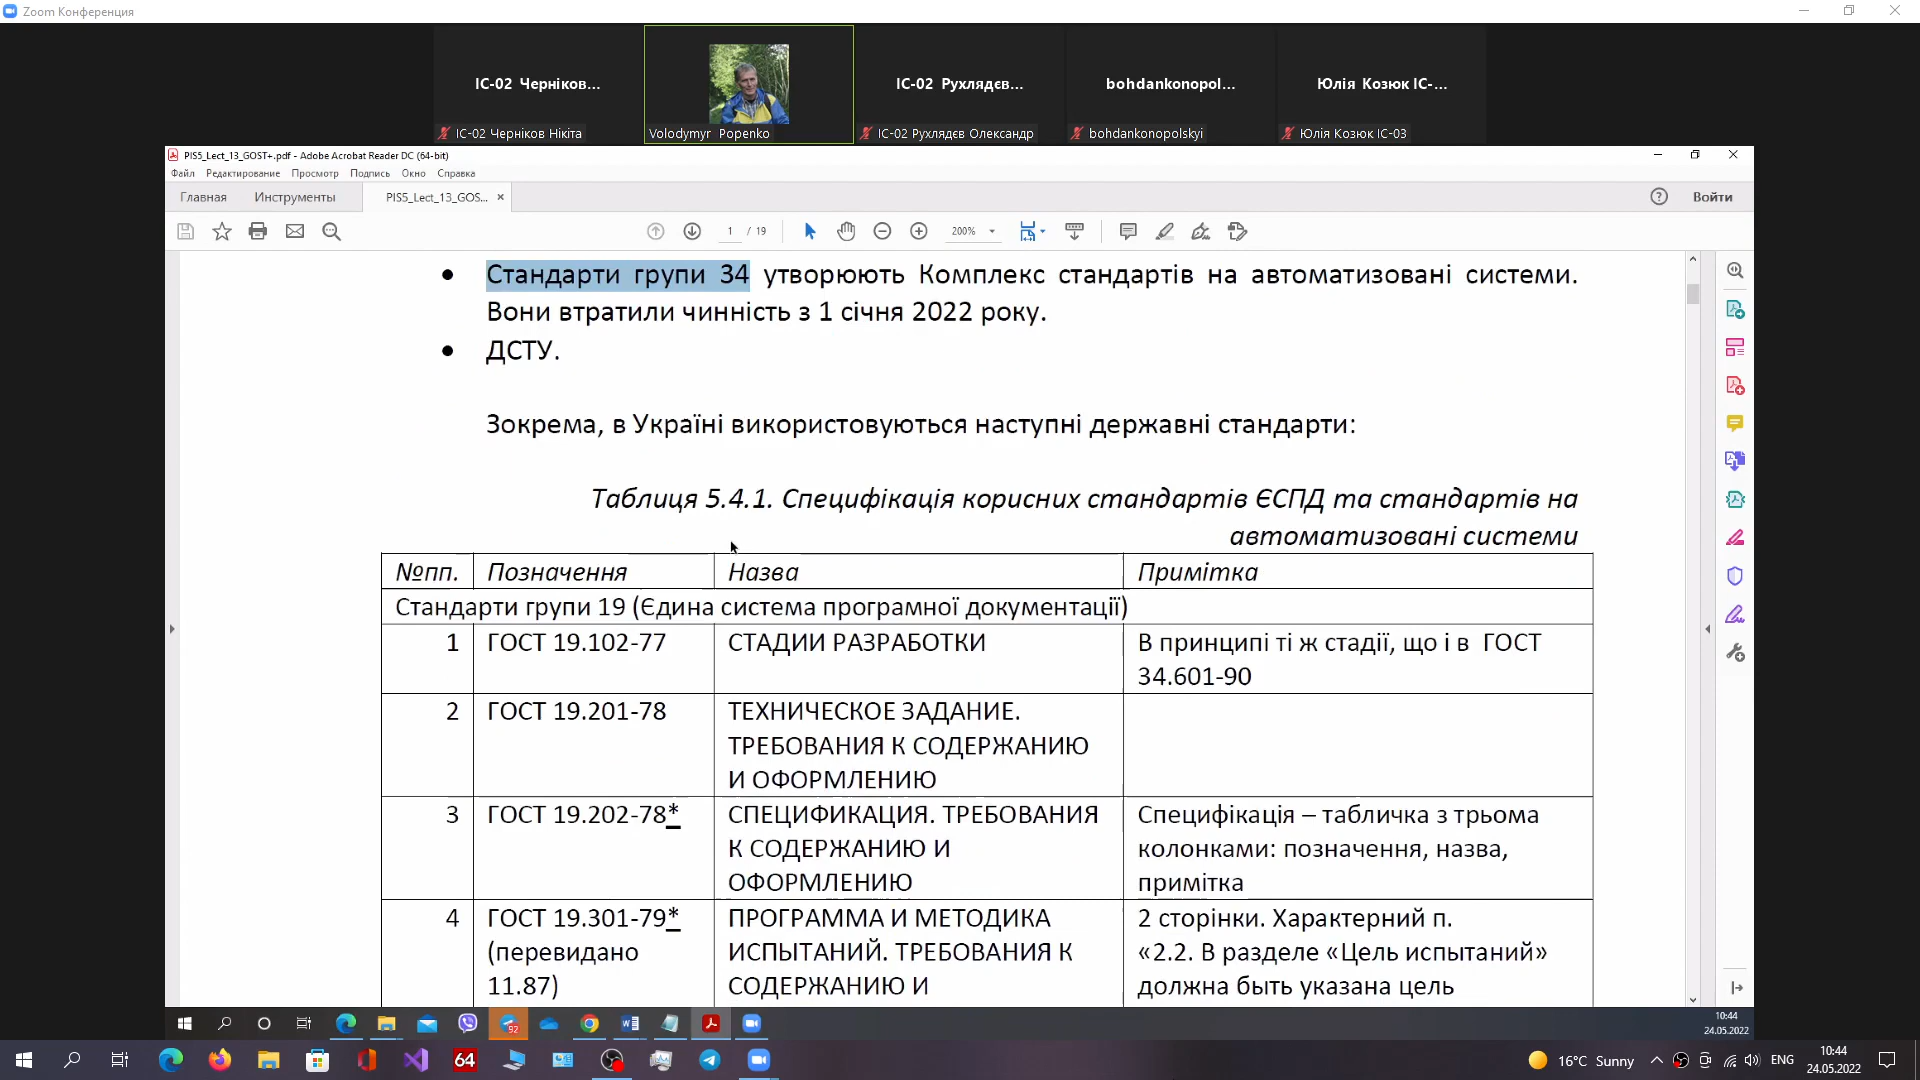 Zoom Конференция
ІС-02 Черніков...
ІС-02 Рухлядєв...
bohdankonopol...
Юлія Козюк ІС-...
ІС-02 Черніков Нікіта
Volodymyr Popenko
ІС-02 Рухлядєв Олександр
bohdankonopolskyi
Юлія Козюк ІС-03
PIS5_Lect_13_GOST+.pdf - Adobe Acrobat Reader DC (64-bit)
Файл Редактирование Просмотр Подпись Окно Справка
Главная Инструменты PIS5_Lect_13_GOS... × Войти
1 / 19 200%
• Стандарти групи 34 утворюють Комплекс стандартів на автоматизовані системи.
Вони втратили чинність з 1 січня 2022 року.
• ДСТУ.
Зокрема, в Україні використовуються наступні державні стандарти:
Таблиця 5.4.1. Специфікація корисних стандартів ЄСПД та стандартів на
автоматизовані системи
№пп. Позначення Назва Примітка
Стандарти групи 19 (Єдина система програмної документації)
1 ГОСТ 19.102-77 СТАДИИ РАЗРАБОТКИ В принципі ті ж стадії, що і в ГОСТ
34.601-90
2 ГОСТ 19.201-78 ТЕХНИЧЕСКОЕ ЗАДАНИЕ.
ТРЕБОВАНИЯ К СОДЕРЖАНИЮ
И ОФОРМЛЕНИЮ
3 ГОСТ 19.202-78* СПЕЦИФИКАЦИЯ. ТРЕБОВАНИЯ Специфікація – табличка з трьома
К СОДЕРЖАНИЮ И колонками: позначення, назва,
ОФОРМЛЕНИЮ примітка
4 ГОСТ 19.301-79* ПРОГРАММА И МЕТОДИКА 2 сторінки. Характерний п.
(перевидано ИСПЫТАНИЙ. ТРЕБОВАНИЯ К «2.2. В разделе «Цель испытаний»
11.87) СОДЕРЖАНИЮ И должна быть указана цель
92
10:44
24.05.2022
64
16°C Sunny
ENG
10:44
24.05.2022